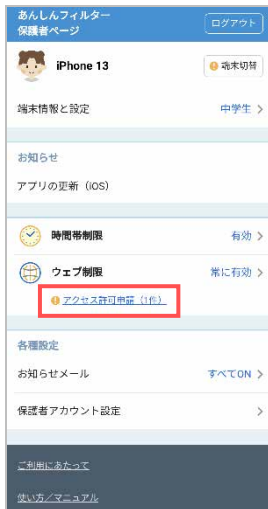 あんしんフィルター
保護者ページ
ログアウト
iPhone 13
端末切替
端末情報と設定
中学生
お知らせ
アプリの更新（iOS）
時間帯制限
有効
ウェブ制限
常に有効
アクセス許可申請（1件）
各種設定
お知らせメール
すべてON
保護者アカウント設定
ご利用にあたって
使い方／マニュアル